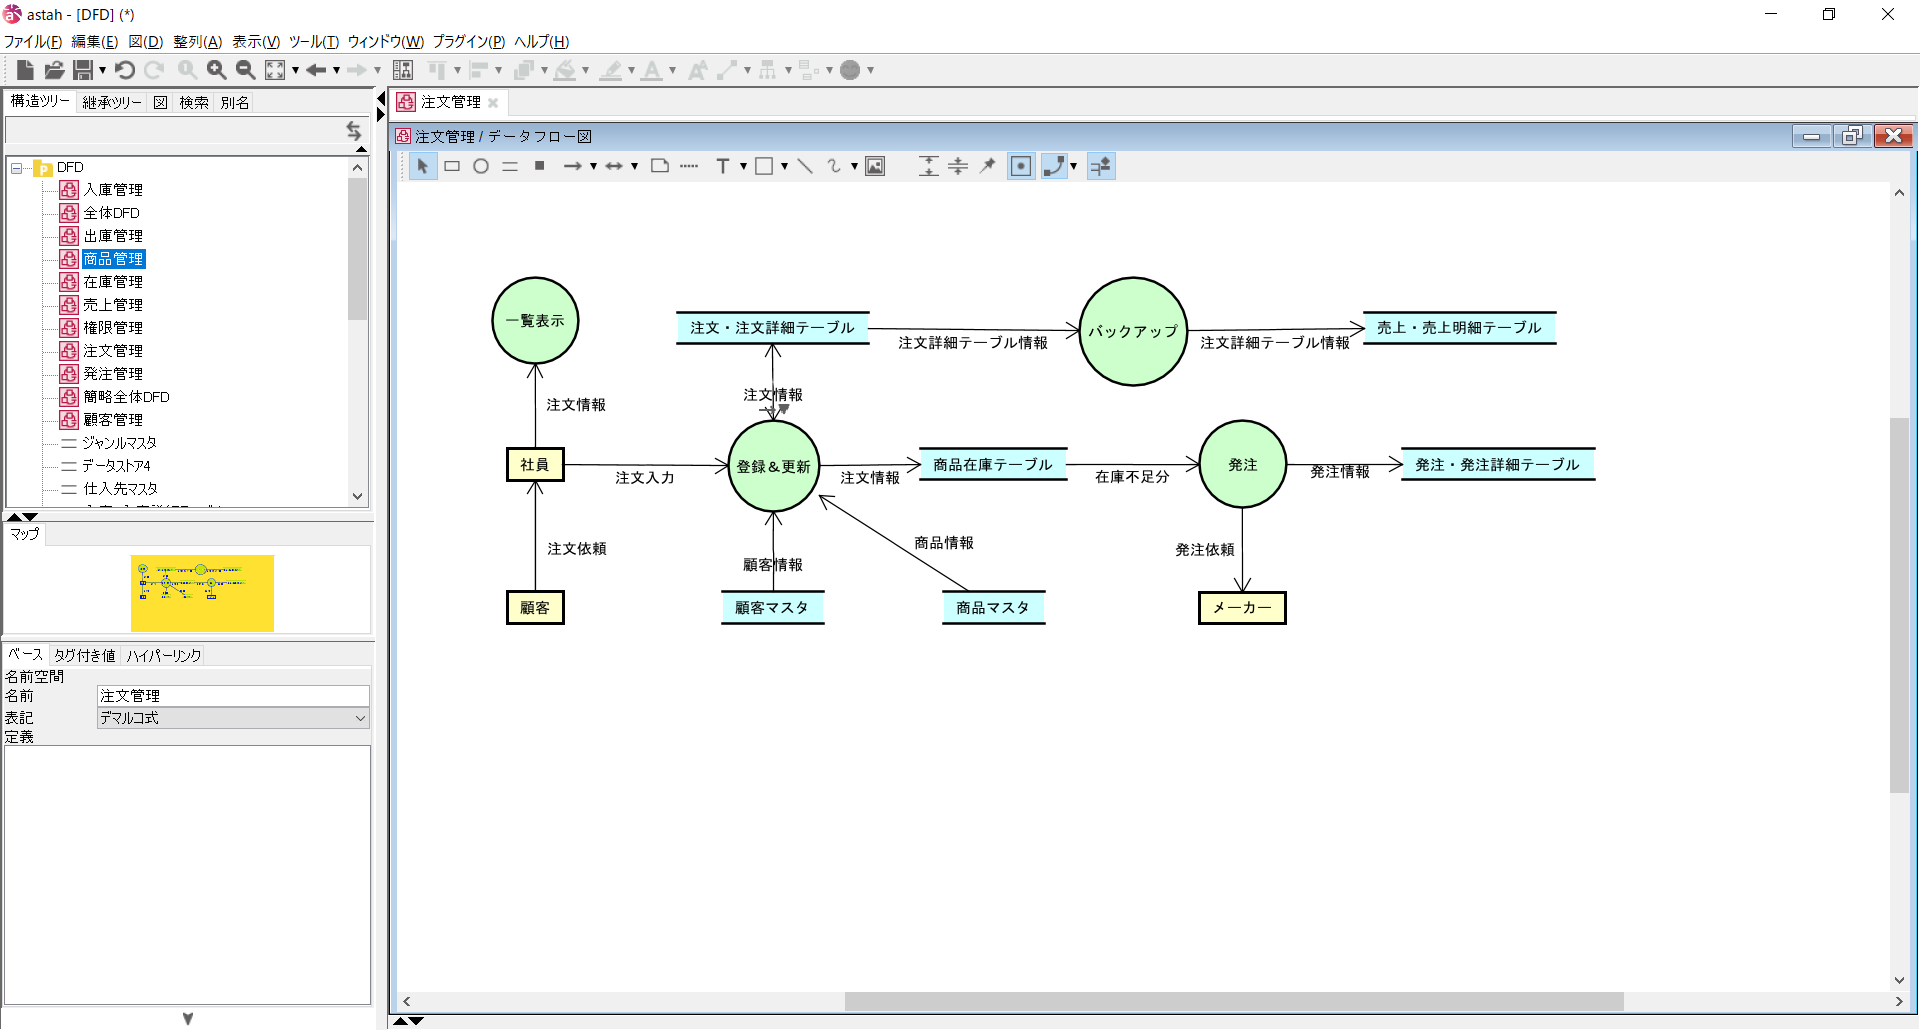 astah - [DFD] (*)
ファイル(F) 編集(E) 図(D) 整列(A) 表示(V) ツール(T) ウィンドウ(W) プラグイン(P) ヘルプ(H)
構造ツリー 継承ツリー 図 検索 別名
DFD
入庫管理
全体DFD
出庫管理
商品管理
在庫管理
売上管理
権限管理
注文管理
発注管理
簡略全体DFD
顧客管理
ジャンルマスタ
データストア4
仕入先マスタ
マップ
ベース タグ付き値 ハイパーリンク
名前空間
名前 注文管理
表記 デマルコ式
定義
注文管理
注文管理 / データフロー図
一覧表示
注文・注文詳細テーブル
注文詳細テーブル情報
バックアップ
注文詳細テーブル情報
売上・売上明細テーブル
注文情報
注文情報
社員
注文入力
登録＆更新
注文情報
商品在庫テーブル
在庫不足分
発注
発注情報
発注・発注詳細テーブル
注文依頼
顧客情報
商品情報
発注依頼
顧客
顧客マスタ
商品マスタ
メーカー